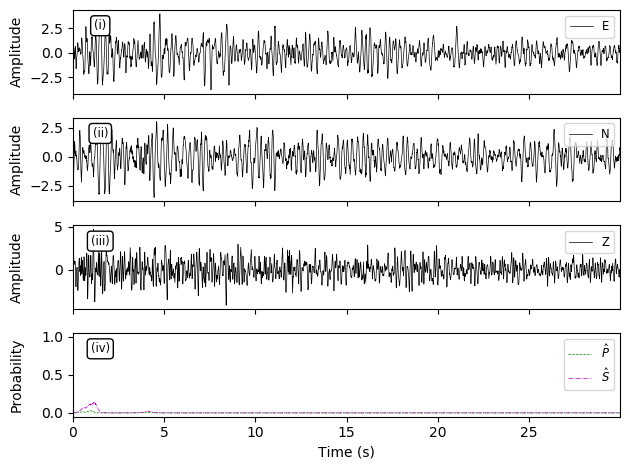 (i)
E
2.5
0.0
−2.5
Amplitude
(ii)
N
2.5
0.0
−2.5
Amplitude
(iii)
Z
5
0
Amplitude
(iv)
P̂
Ŝ
1.0
0.5
0.0
Probability
0 5 10 15 20 25
Time (s)